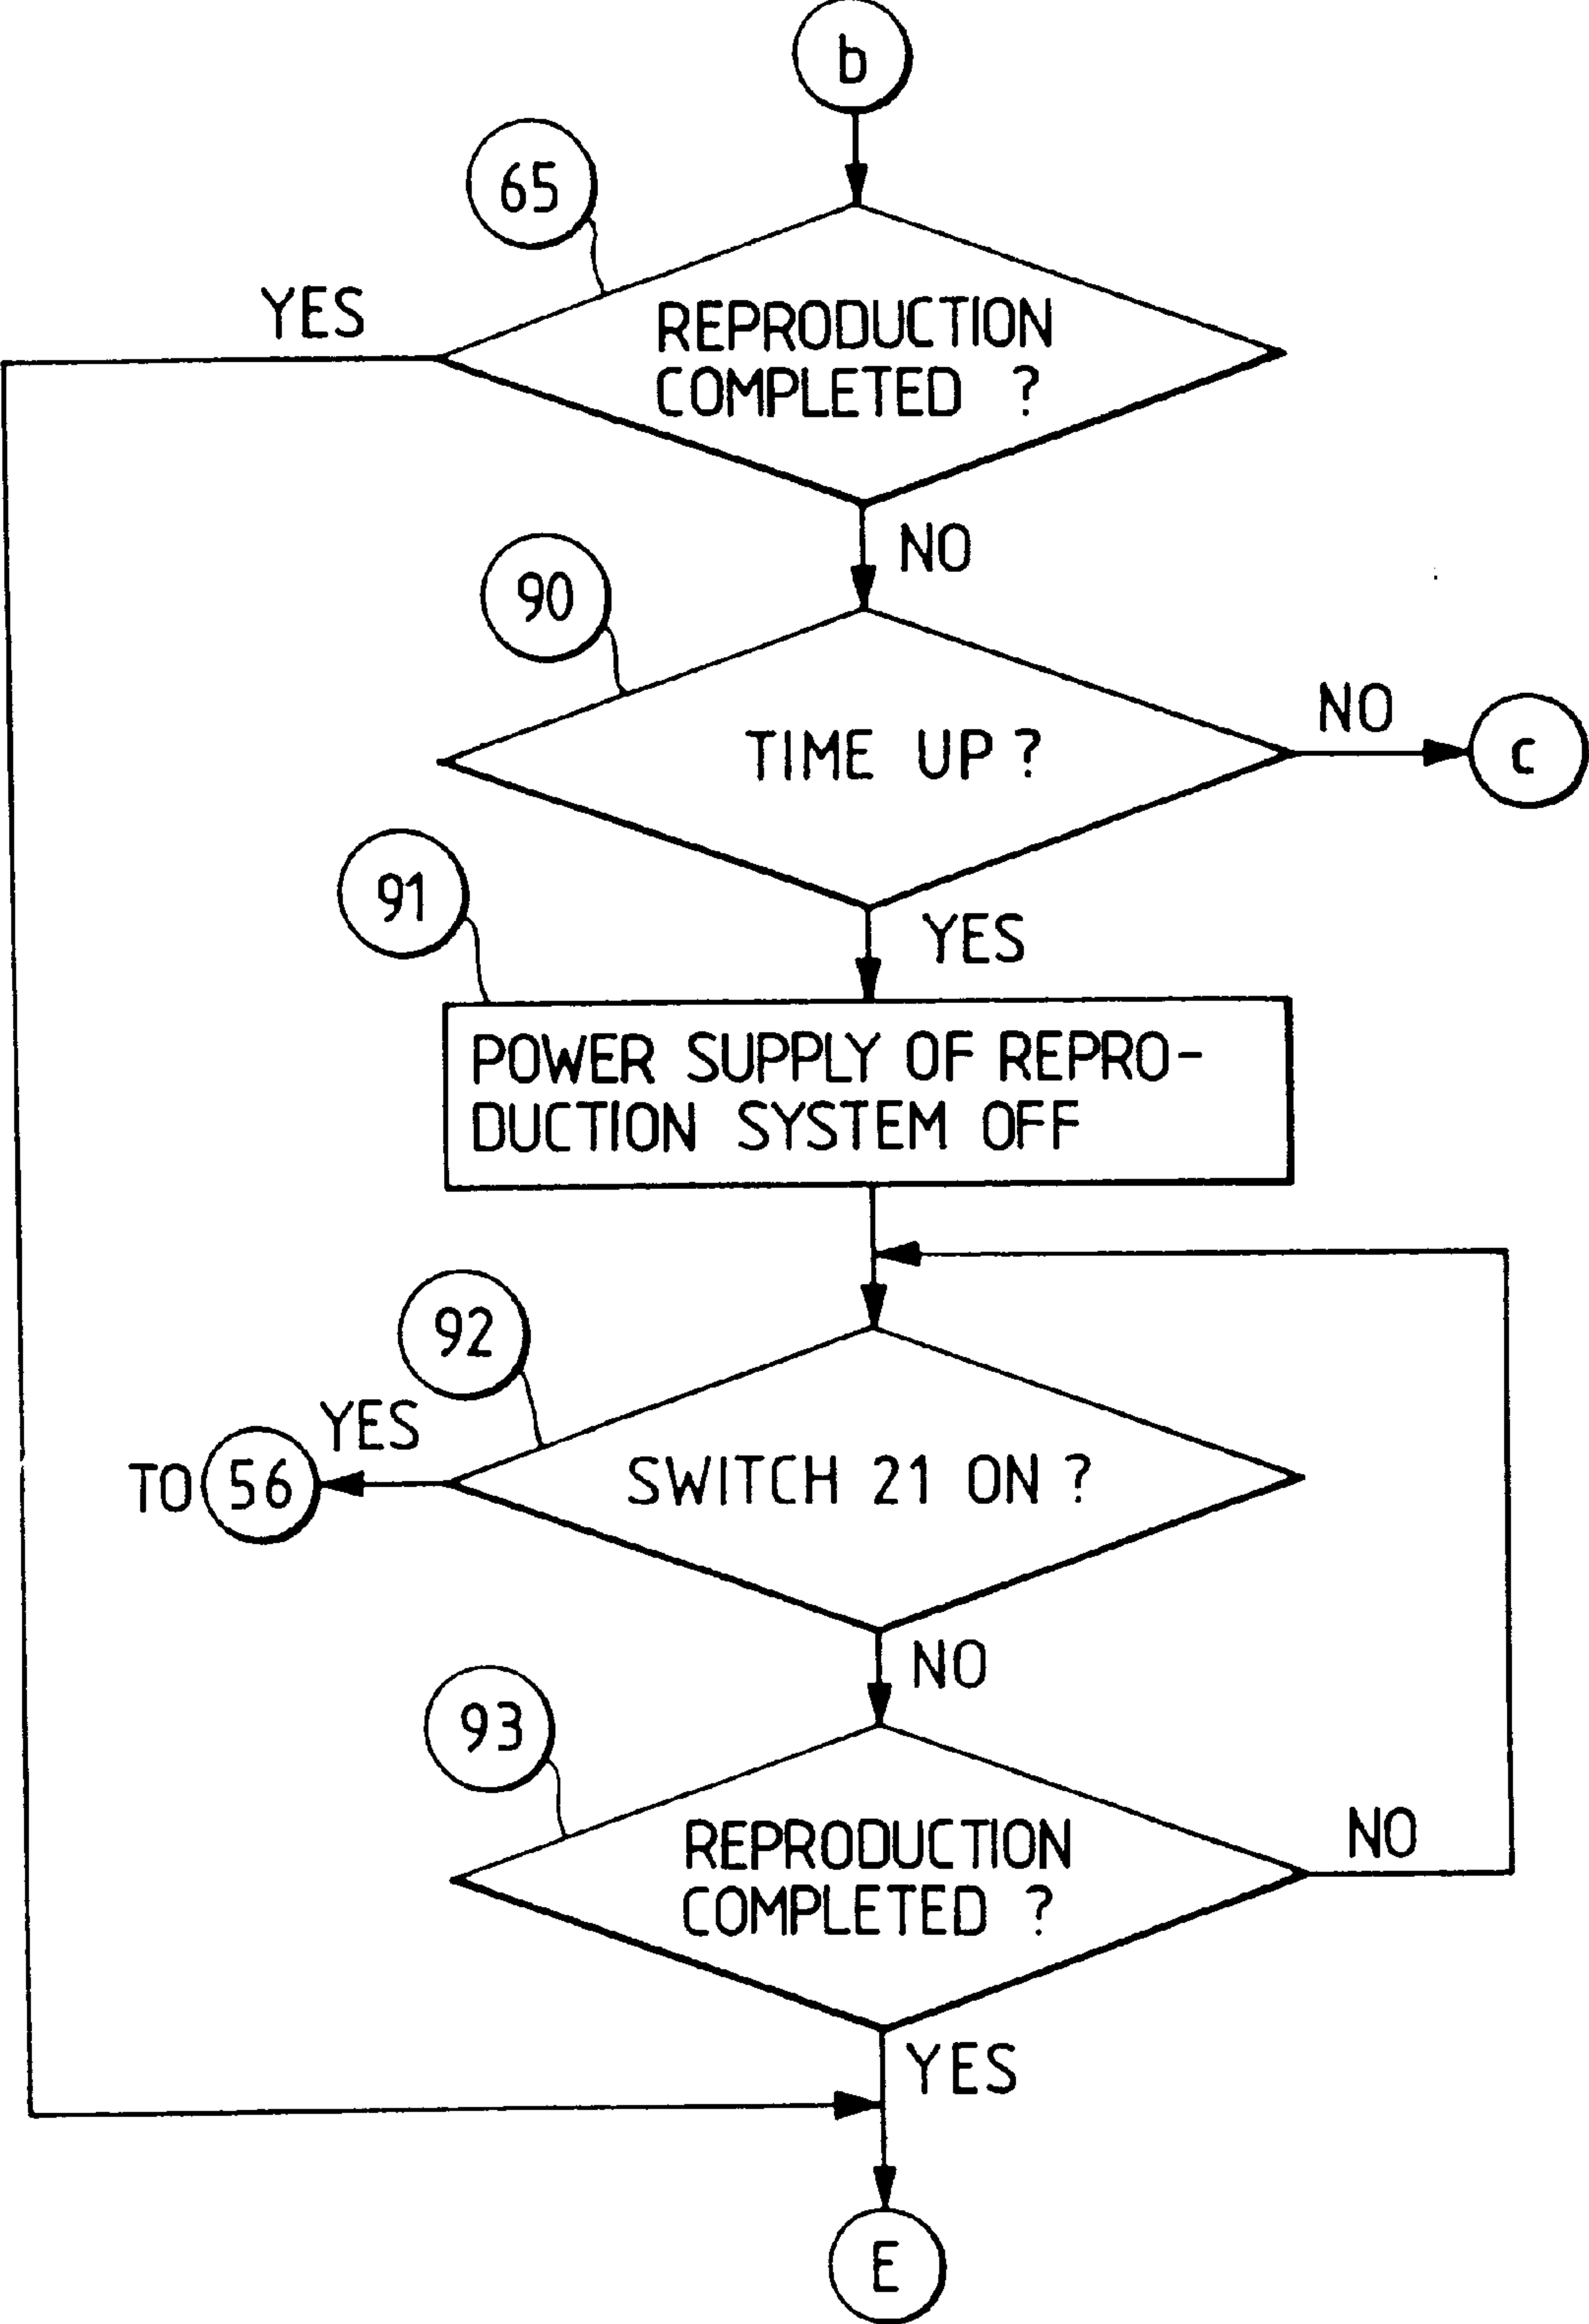 b
65
YES
REPRODUCTION
COMPLETED ?
NO
90
TIME UP ?
NO
c
91
YES
POWER SUPPLY OF REPRO-
DUCTION SYSTEM OFF
92
YES
TO 56
SWITCH 21 ON ?
NO
93
REPRODUCTION
COMPLETED ?
NO
YES
E